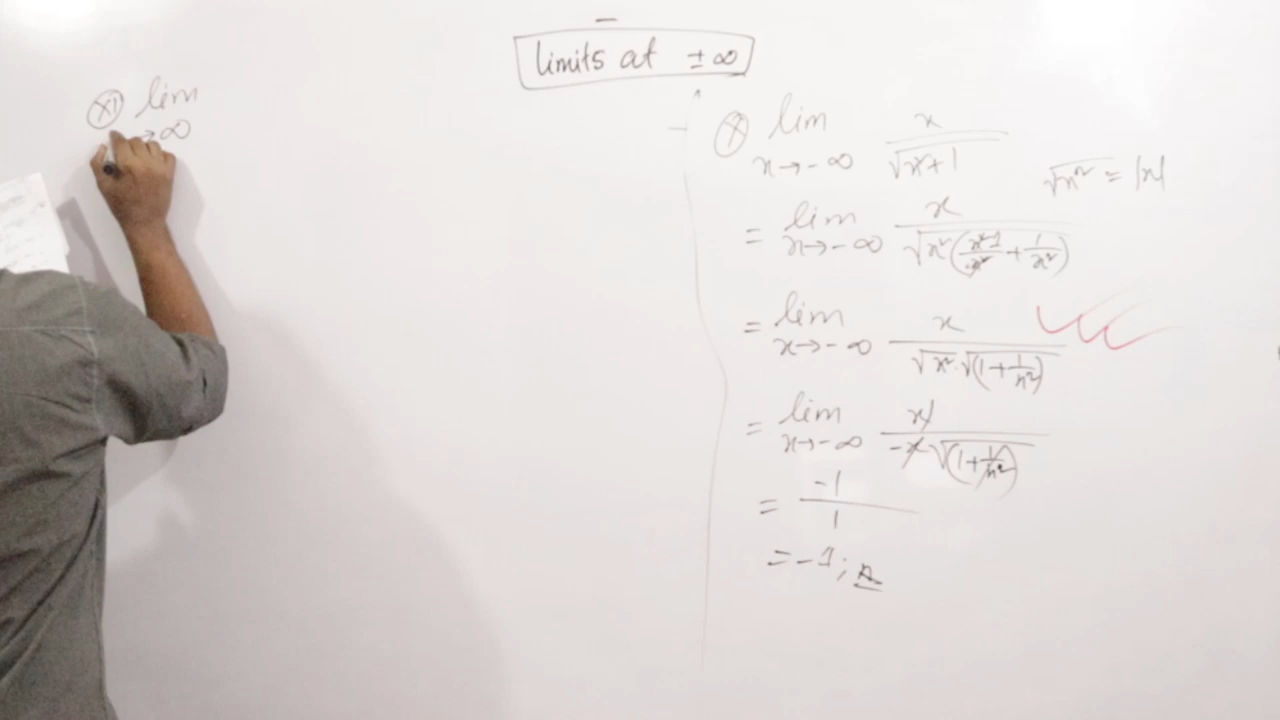 limits at ± ∞
(xi) lim
→ ∞
(x) lim x→-∞ x/√(x²+1)
√x² = |x|
= lim x→-∞ x/√(x²(x²/x²+1/x²))
= lim x→-∞ x/(√x² · √(1+1/x²))
= lim x→-∞ x/(-x√(1+1/x²))
= -1/1
= -1;